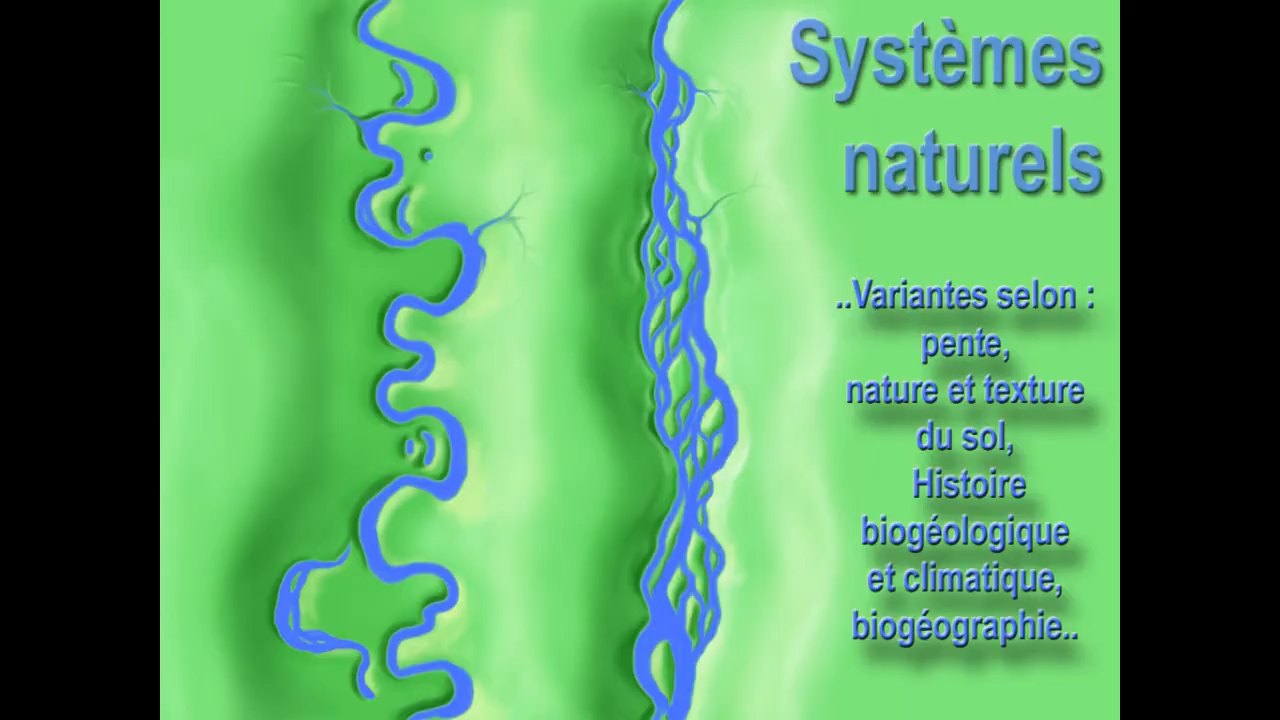 Systèmes
naturels
..Variantes selon :
pente,
nature et texture
du sol,
Histoire
biogéologique
et climatique,
biogéographie..